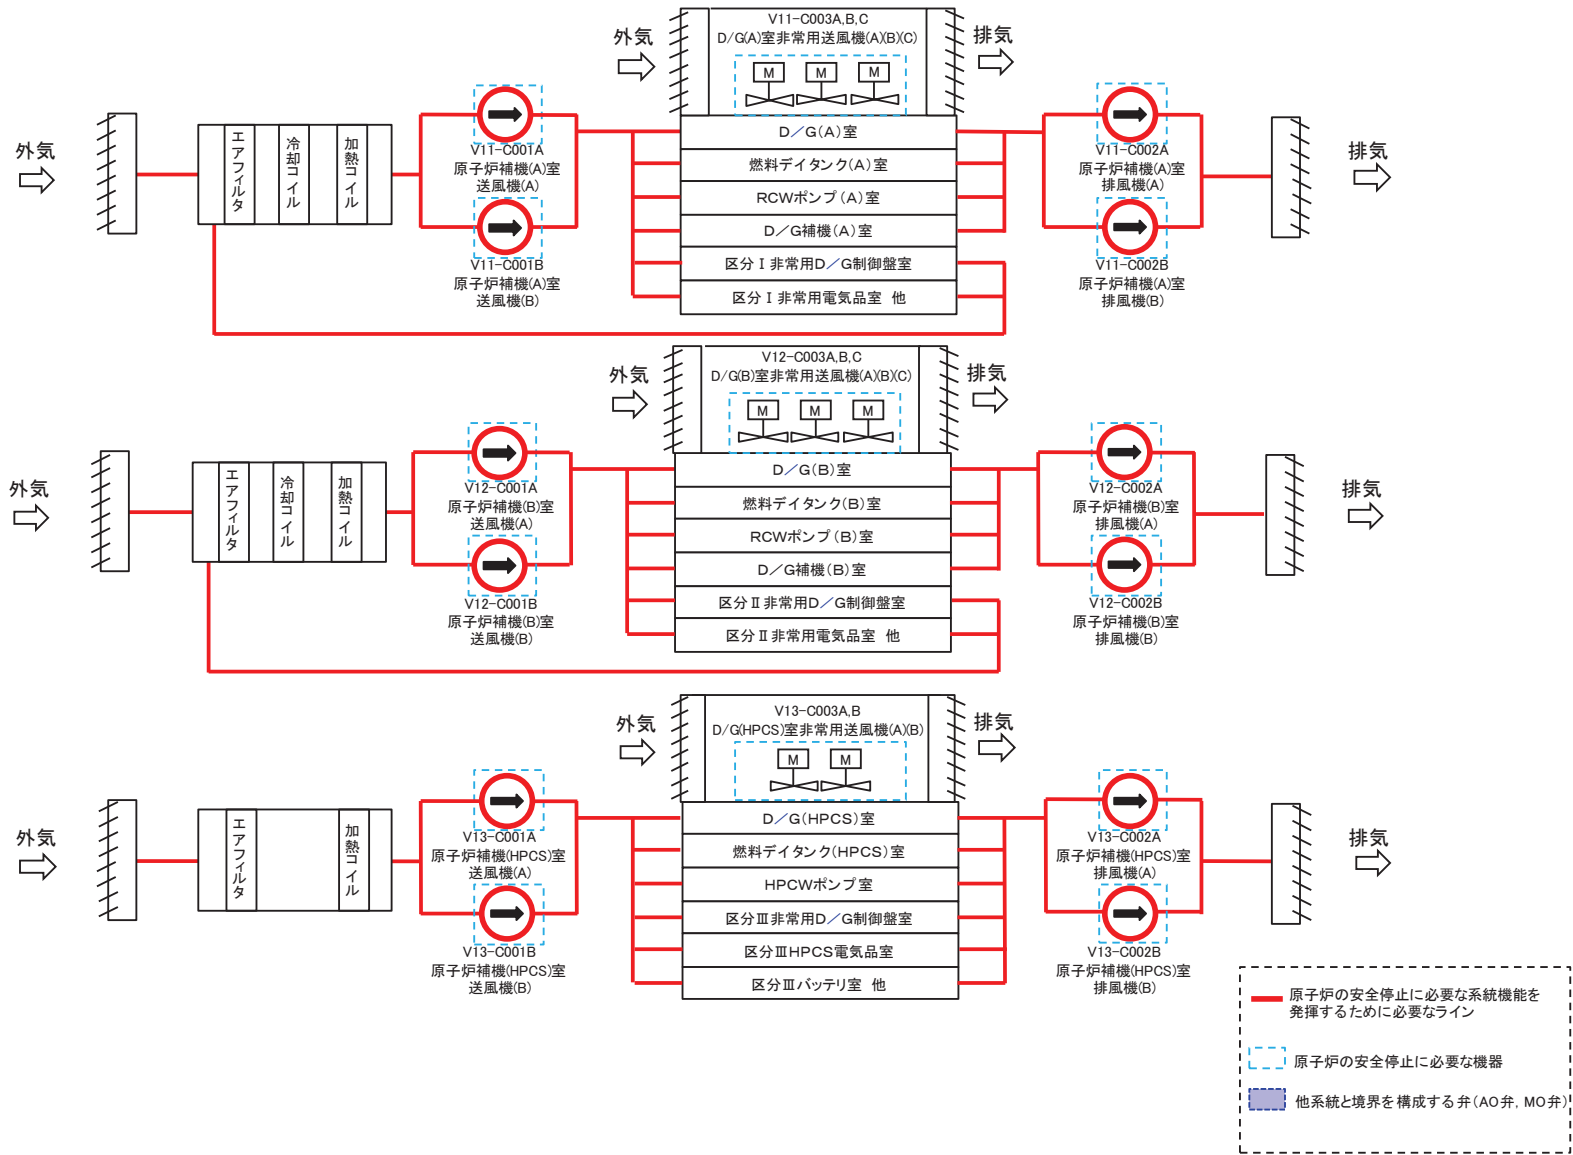 外気
エアフィルタ
冷却コイル
加熱コイル
V11-C001A
原子炉補機(A)室
送風機(A)
V11-C001B
原子炉補機(A)室
送風機(B)
外気
V11-C003A,B,C
D/G(A)室非常用送風機(A)(B)(C)
M
M
M
排気
D/G(A)室
燃料デイタンク(A)室
RCWポンプ(A)室
D/G補機(A)室
区分Ⅰ非常用D/G制御盤室
区分Ⅰ非常用電気品室 他
V11-C002A
原子炉補機(A)室
排風機(A)
V11-C002B
原子炉補機(A)室
排風機(B)
排気
外気
エアフィルタ
冷却コイル
加熱コイル
V12-C001A
原子炉補機(B)室
送風機(A)
V12-C001B
原子炉補機(B)室
送風機(B)
外気
V12-C003A,B,C
D/G(B)室非常用送風機(A)(B)(C)
M
M
M
排気
D/G(B)室
燃料デイタンク(B)室
RCWポンプ(B)室
D/G補機(B)室
区分Ⅱ非常用D/G制御盤室
区分Ⅱ非常用電気品室 他
V12-C002A
原子炉補機(B)室
排風機(A)
V12-C002B
原子炉補機(B)室
排風機(B)
排気
外気
エアフィルタ
加熱コイル
V13-C001A
原子炉補機(HPCS)室
送風機(A)
V13-C001B
原子炉補機(HPCS)室
送風機(B)
外気
V13-C003A,B
D/G(HPCS)室非常用送風機(A)(B)
M
M
排気
D/G(HPCS)室
燃料デイタンク(HPCS)室
HPCWポンプ室
区分Ⅲ非常用D/G制御盤室
区分ⅢHPCS電気品室
区分Ⅲバッテリ室 他
V13-C002A
原子炉補機(HPCS)室
排風機(A)
V13-C002B
原子炉補機(HPCS)室
排風機(B)
排気
原子炉の安全停止に必要な系統機能を
発揮するために必要なライン
原子炉の安全停止に必要な機器
他系統と境界を構成する弁(AO弁, MO弁)